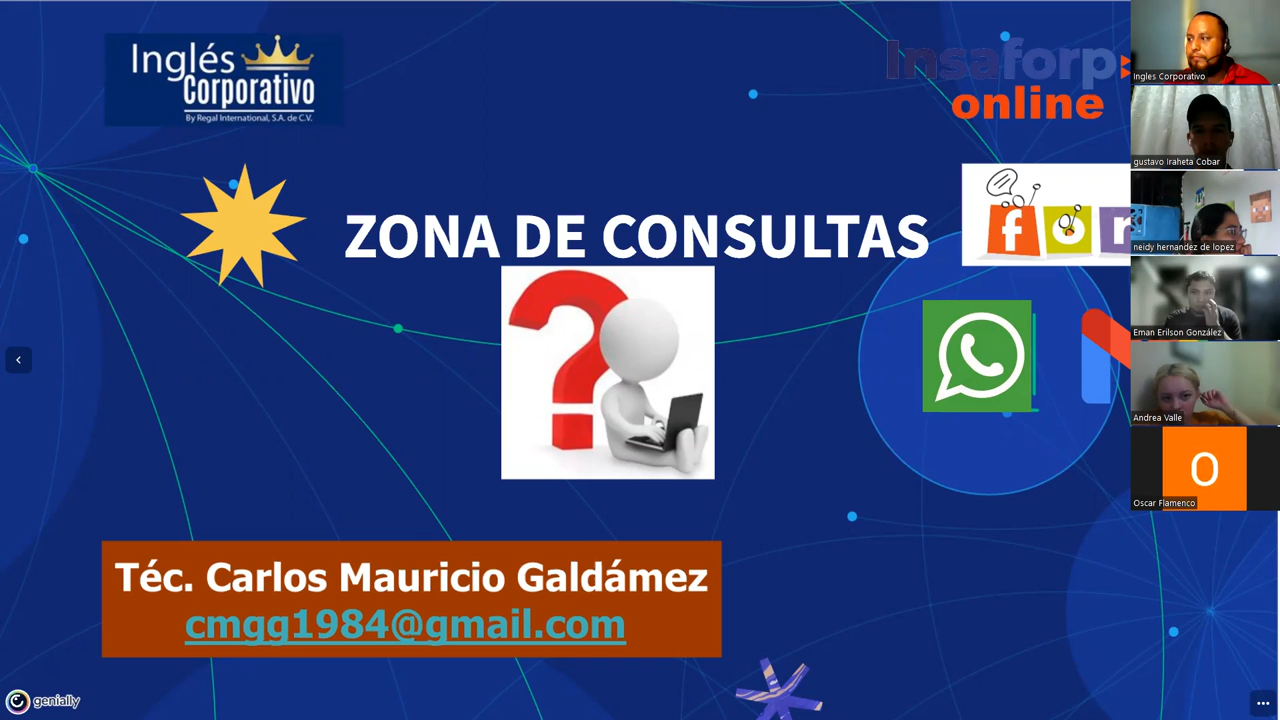 Inglés
Corporativo
By Regal International, S.A. de C.V.
Insaforp
online
ZONA DE CONSULTAS
for
Téc. Carlos Mauricio Galdámez
cmgg1984@gmail.com
genially
Ingles Corporativo
gustavo Iraheta Cobar
neidy hernandez de lopez
Eman Erilson González
Andrea Valle
O
Oscar Flamenco